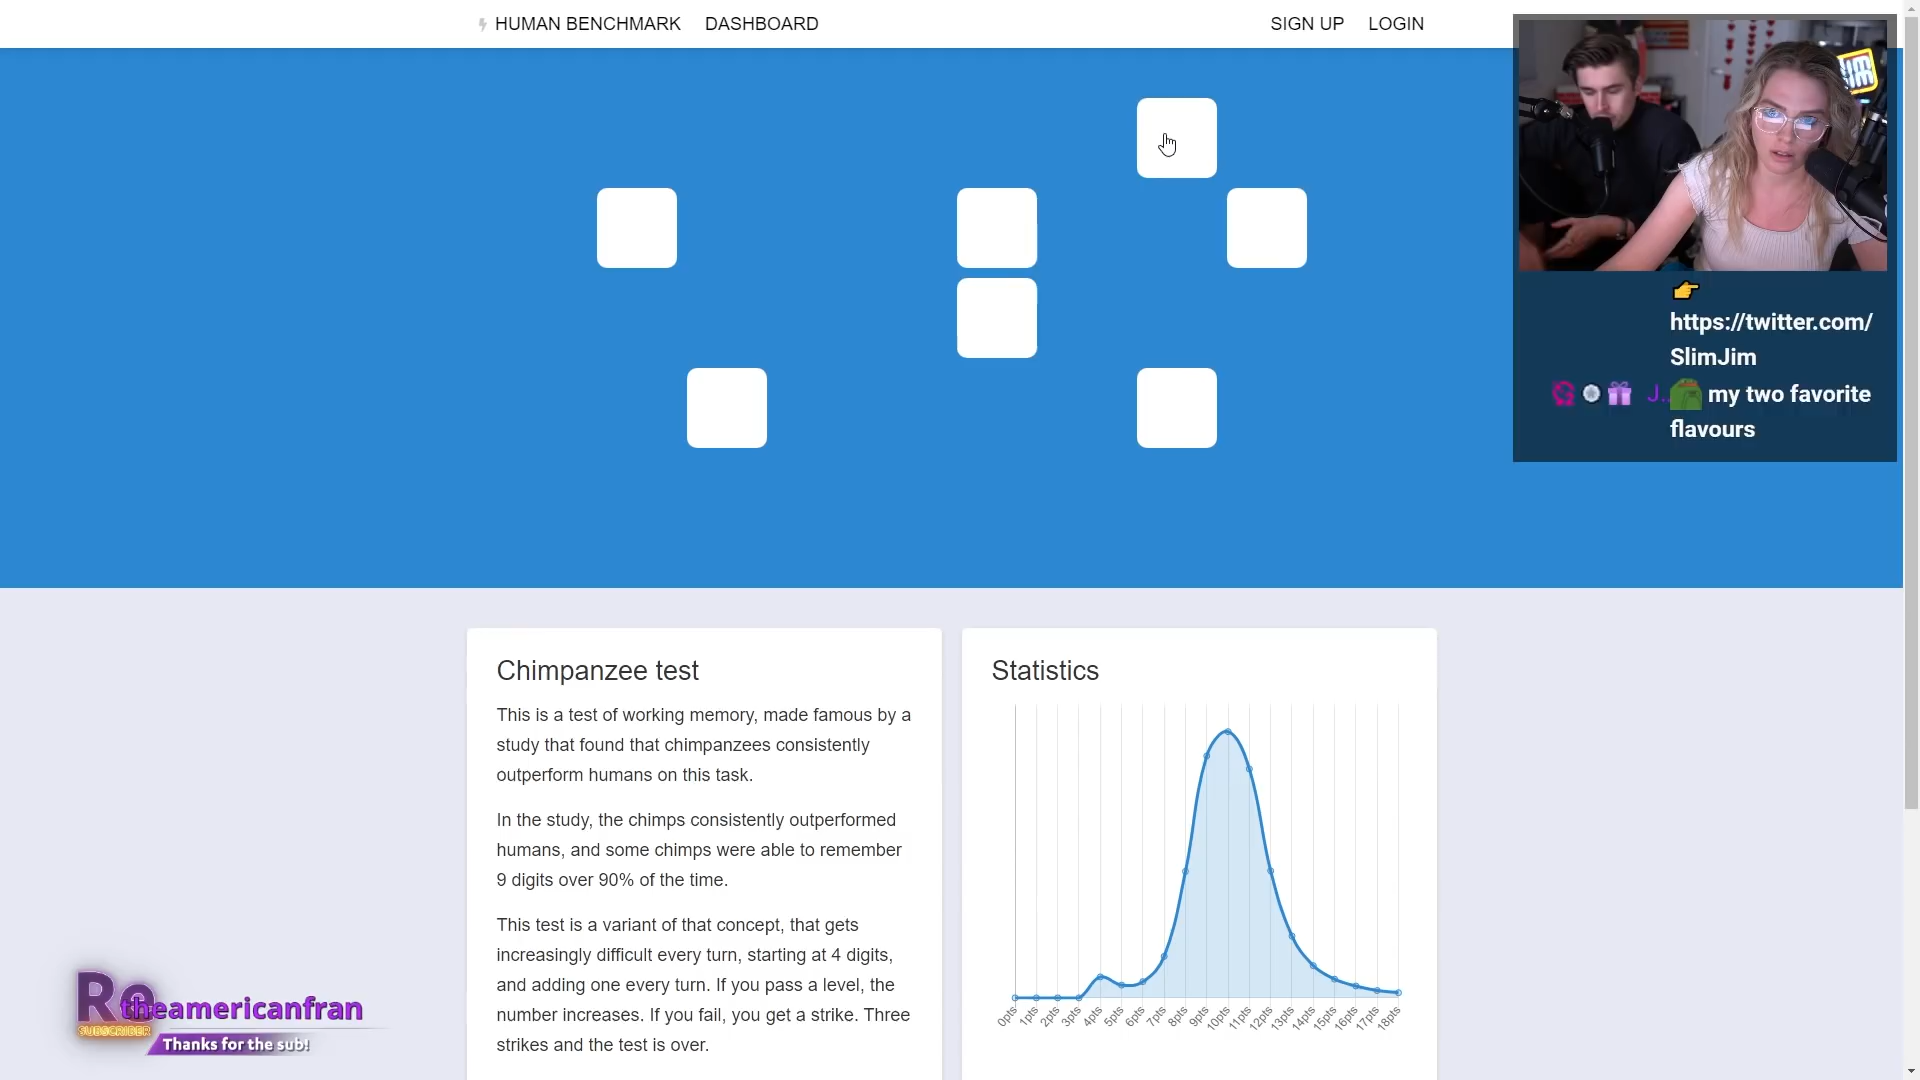 HUMAN BENCHMARK
DASHBOARD
SIGN UP
LOGIN
👉
https://twitter.com/
SlimJim
J.. my two favorite
flavours
Chimpanzee test
This is a test of working memory, made famous by a
study that found that chimpanzees consistently
outperform humans on this task.
In the study, the chimps consistently outperformed
humans, and some chimps were able to remember
9 digits over 90% of the time.
This test is a variant of that concept, that gets
increasingly difficult every turn, starting at 4 digits,
and adding one every turn. If you pass a level, the
number increases. If you fail, you get a strike. Three
strikes and the test is over.
Statistics
0pts
1pts
2pts
3pts
4pts
5pts
6pts
7pts
8pts
9pts
10pts
11pts
12pts
13pts
14pts
15pts
16pts
17pts
18pts
Re
theamericanfran
SUBSCRIBER
Thanks for the sub!